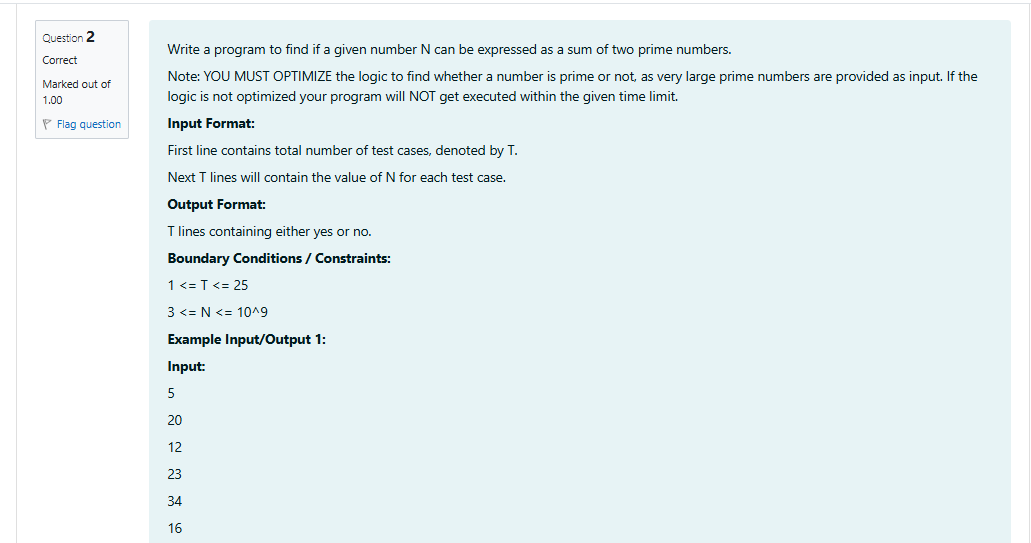 Question 2
Correct
Marked out of
1.00
Flag question
Write a program to find if a given number N can be expressed as a sum of two prime numbers.
Note: YOU MUST OPTIMIZE the logic to find whether a number is prime or not, as very large prime numbers are provided as input. If the
logic is not optimized your program will NOT get executed within the given time limit.
Input Format:
First line contains total number of test cases, denoted by T.
Next T lines will contain the value of N for each test case.
Output Format:
T lines containing either yes or no.
Boundary Conditions / Constraints:
1 <= T <= 25
3 <= N <= 10^9
Example Input/Output 1:
Input:
5
20
12
23
34
16